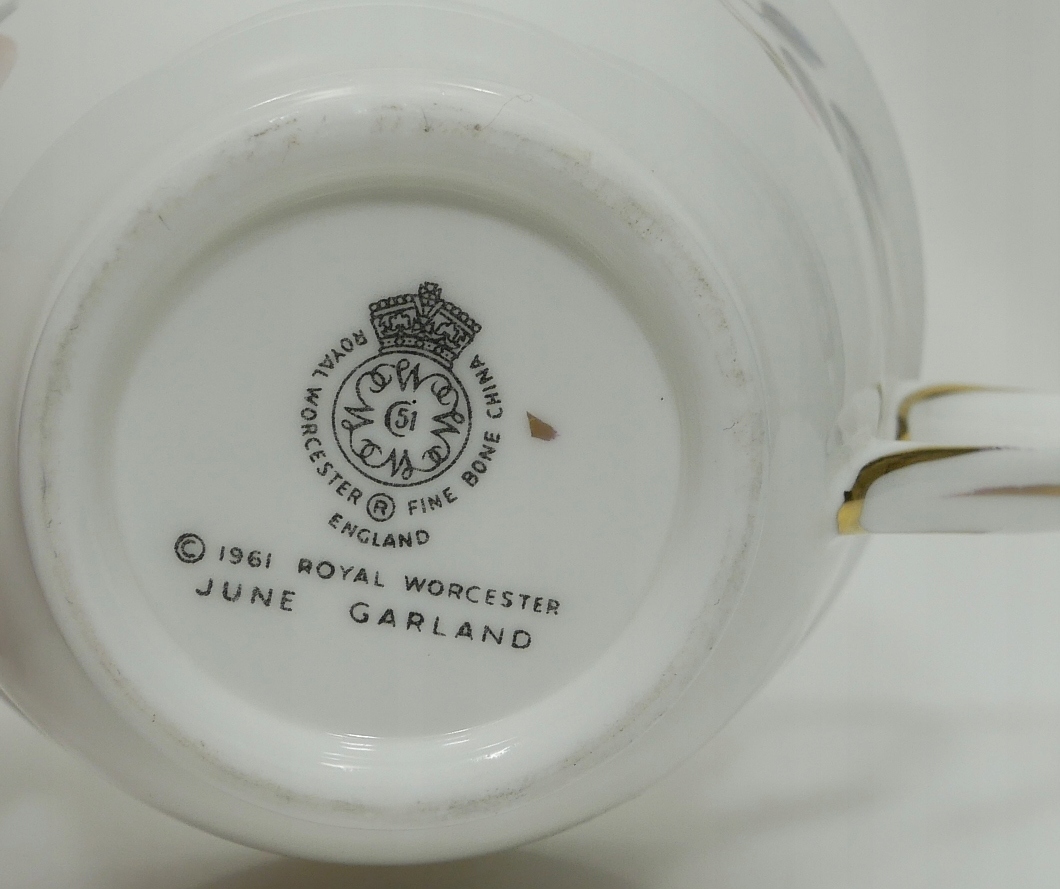 ROYAL WORCESTER ® FINE BONE CHINA
51
ENGLAND
© 1961 ROYAL WORCESTER
JUNE GARLAND